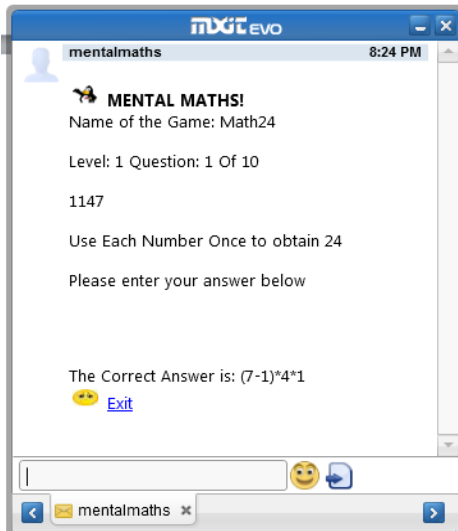 mxit EVO
mentalmaths 8:24 PM
MENTAL MATHS!
Name of the Game: Math24
Level: 1 Question: 1 Of 10
1147
Use Each Number Once to obtain 24
Please enter your answer below
The Correct Answer is: (7-1)*4*1
Exit
mentalmaths